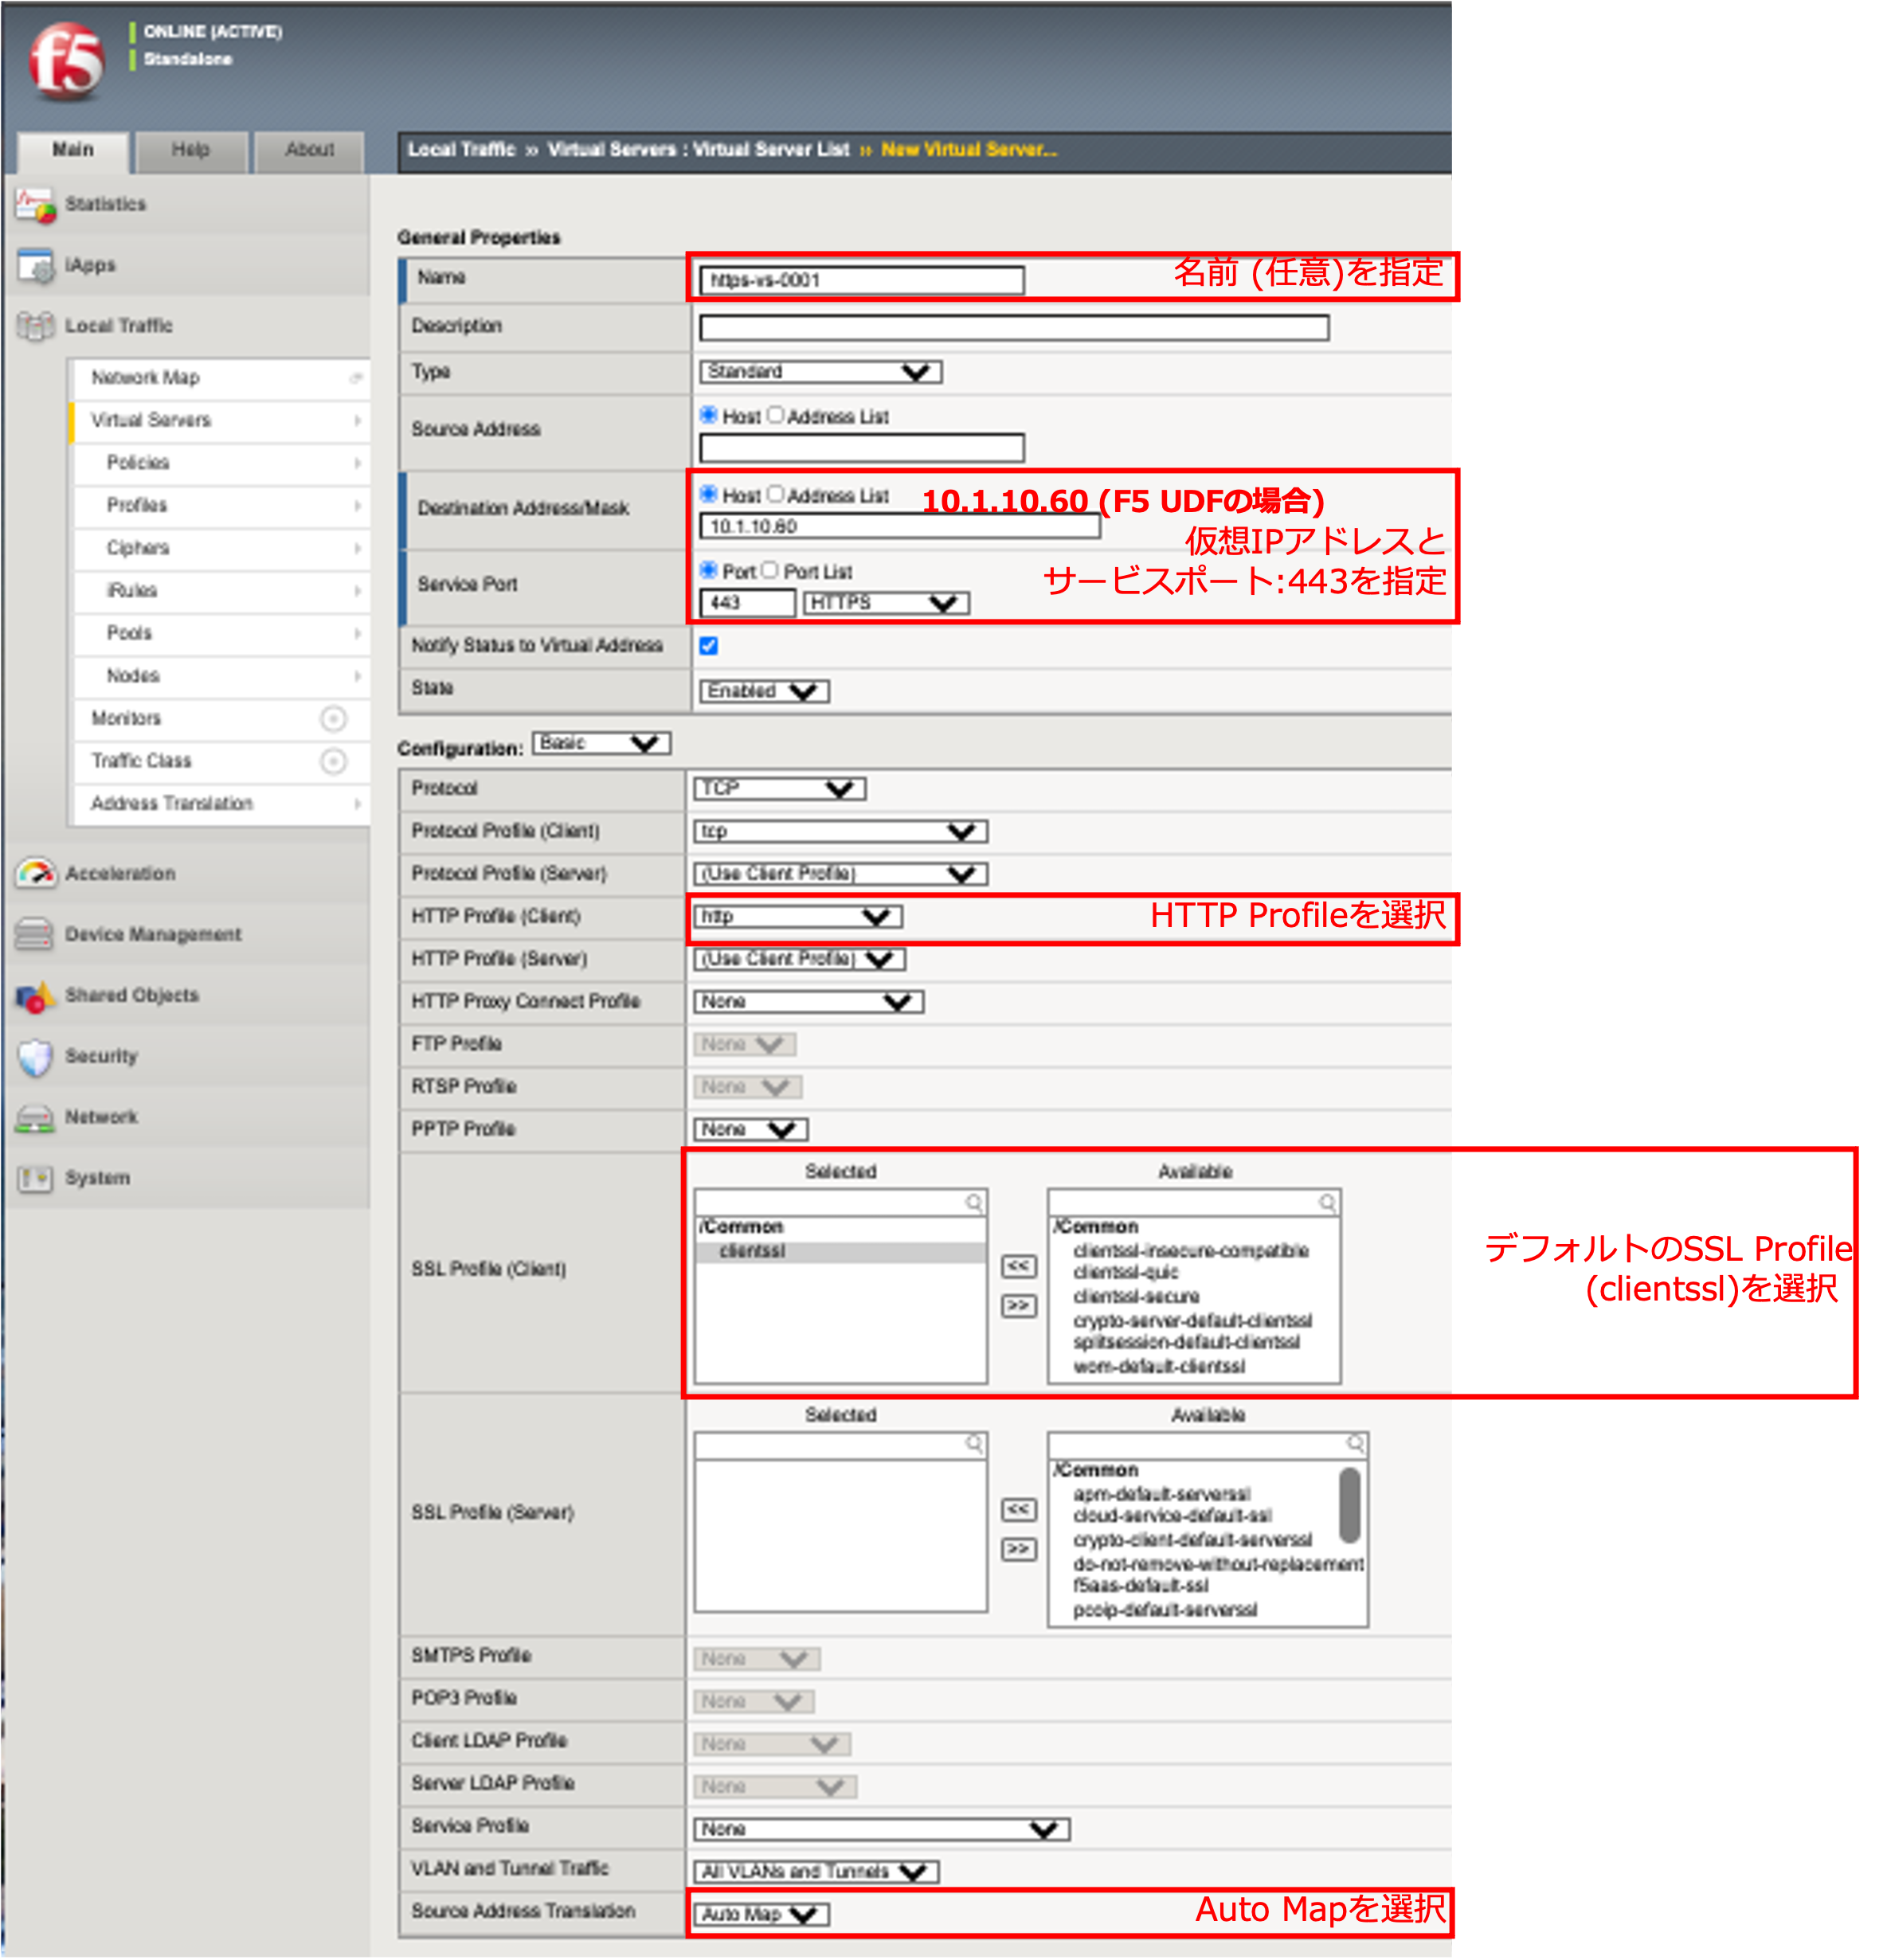 f5
ONLINE (ACTIVE)
Standalone
Main
Help
About
Local Traffic » Virtual Servers : Virtual Server List » New Virtual Server...
Statistics
iApps
Local Traffic
Network Map
Virtual Servers
Policies
Profiles
Ciphers
iRules
Pools
Nodes
Monitors
Traffic Class
Address Translation
Acceleration
Device Management
Shared Objects
Security
Network
System
General Properties
Name
https-vs-0001
名前 (任意)を指定
Description
Type
Standard
Source Address
Host Address List
Destination Address/Mask
Host Address List
10.1.10.60 (F5 UDFの場合)
10.1.10.60
仮想IPアドレスと
サービスポート:443を指定
Service Port
Port Port List
443 HTTPS
Notify Status to Virtual Address
State
Enabled
Configuration: Basic
Protocol
TCP
Protocol Profile (Client)
tcp
Protocol Profile (Server)
(Use Client Profile)
HTTP Profile (Client)
http
HTTP Profileを選択
HTTP Profile (Server)
(Use Client Profile)
HTTP Proxy Connect Profile
None
FTP Profile
None
RTSP Profile
None
PPTP Profile
None
SSL Profile (Client)
Selected
/Common
clientssl
<<
>>
Available
/Common
clientssl-insecure-compatible
clientssl-quic
clientssl-secure
crypto-server-default-clientssl
splitsession-default-clientssl
wom-default-clientssl
デフォルトのSSL Profile
(clientssl)を選択
SSL Profile (Server)
Selected
<<
>>
Available
/Common
apm-default-serverssl
cloud-service-default-ssl
crypto-client-default-serverssl
do-not-remove-without-replacement
f5aas-default-ssl
pcoip-default-serverssl
SMTPS Profile
None
POP3 Profile
None
Client LDAP Profile
None
Server LDAP Profile
None
Service Profile
None
VLAN and Tunnel Traffic
All VLANs and Tunnels
Source Address Translation
Auto Map
Auto Mapを選択